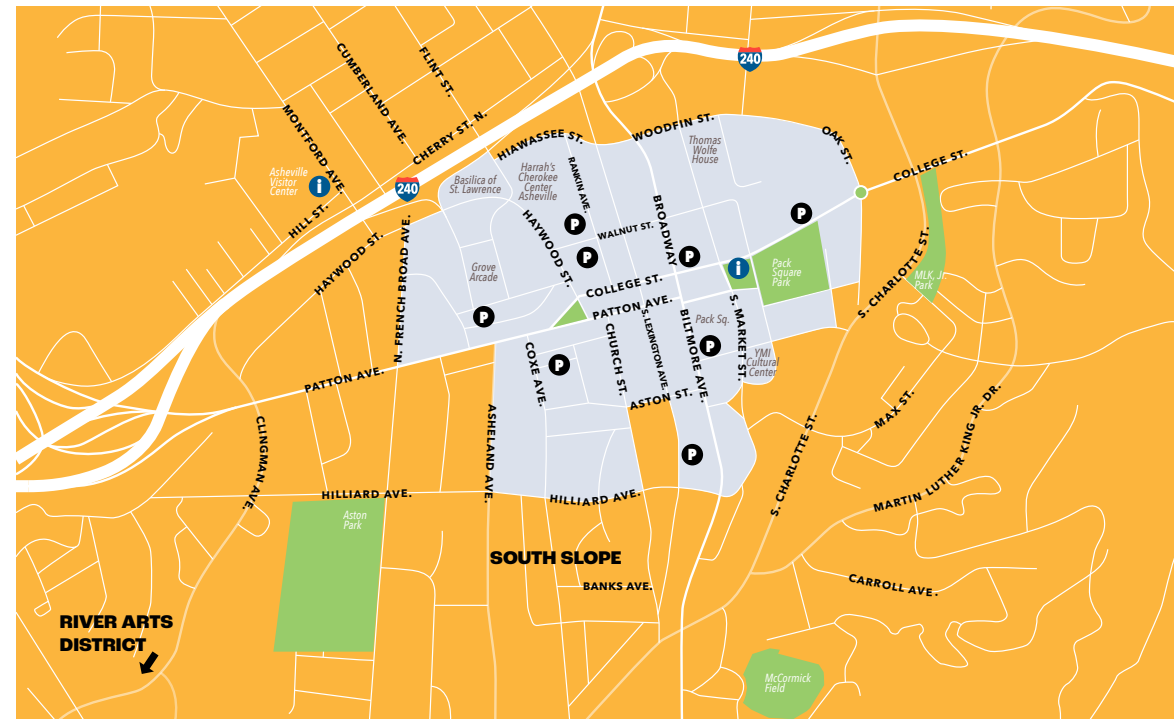 240
FLINT ST.
CUMBERLAND AVE.
MONTFORD AVE.
CHERRY ST. N.
HIAWASSEE ST.
WOODFIN ST.
OAK ST.
COLLEGE ST.
Thomas
Wolfe
House
Asheville
Visitor
Center
i
240
Basilica of
St. Lawrence
Harrah's
Cherokee
Center
Asheville
RANKIN AVE.
HILL ST.
HAYWOOD ST.
N. FRENCH BROAD AVE.
HAYWOOD ST.
P
WALNUT ST.
BROADWAY
P
P
P
Grove
Arcade
COLLEGE ST.
i
Pack
Square
Park
S. CHARLOTTE ST.
MLK, Jr.
Park
P
PATTON AVE.
S. LEXINGTON AVE.
BILTMORE AVE.
Pack Sq.
S. MARKET ST.
P
YMI
Cultural
Center
PATTON AVE.
COXE AVE.
P
CHURCH ST.
ASTON ST.
MAX ST.
CLINGMAN AVE.
ASHELAND AVE.
P
S. CHARLOTTE ST.
MARTIN LUTHER KING JR. DR.
HILLIARD AVE.
HILLIARD AVE.
Aston
Park
SOUTH SLOPE
BANKS AVE.
CARROLL AVE.
RIVER ARTS
DISTRICT
McCormick
Field